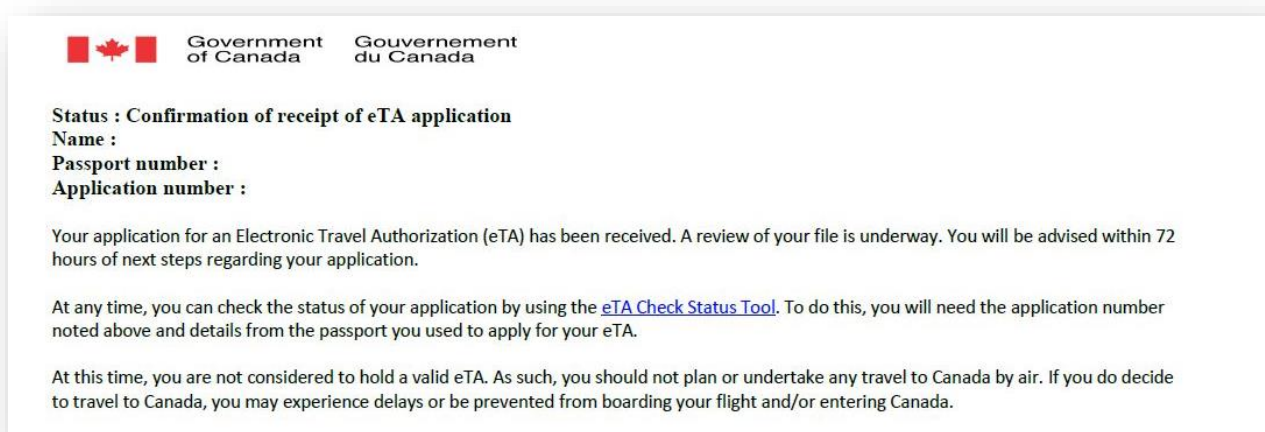 Government Gouvernement
of Canada du Canada
Status : Confirmation of receipt of eTA application
Name :
Passport number :
Application number :
Your application for an Electronic Travel Authorization (eTA) has been received. A review of your file is underway. You will be advised within 72
hours of next steps regarding your application.
At any time, you can check the status of your application by using the eTA Check Status Tool. To do this, you will need the application number
noted above and details from the passport you used to apply for your eTA.
At this time, you are not considered to hold a valid eTA. As such, you should not plan or undertake any travel to Canada by air. If you do decide
to travel to Canada, you may experience delays or be prevented from boarding your flight and/or entering Canada.